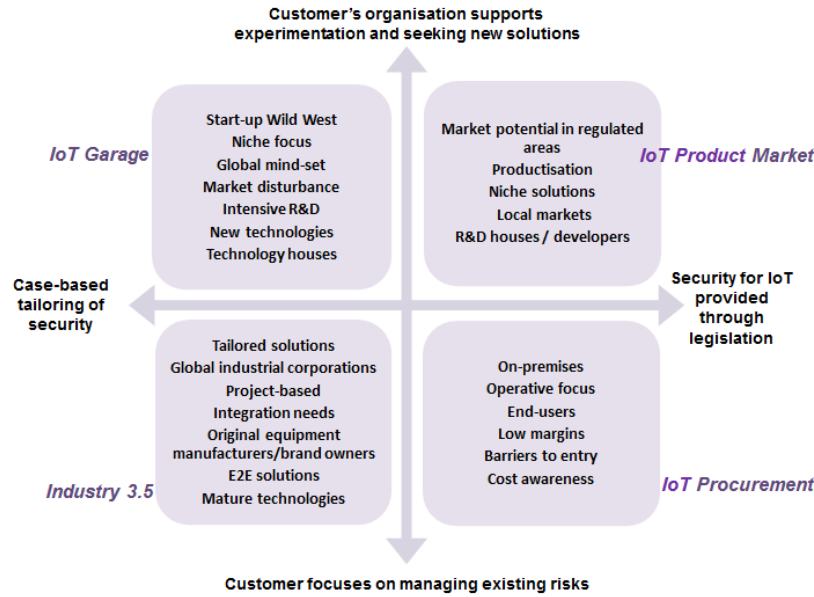 Customer's organisation supports
experimentation and seeking new solutions
IoT Garage
Start-up Wild West
Niche focus
Global mind-set
Market disturbance
Intensive R&D
New technologies
Technology houses
Market potential in regulated
areas
Productisation
Niche solutions
Local markets
R&D houses / developers
IoT Product Market
Case-based
tailoring of
security
Security for IoT
provided
through
legislation
Industry 3.5
Tailored solutions
Global industrial corporations
Project-based
Integration needs
Original equipment
manufacturers/brand owners
E2E solutions
Mature technologies
On-premises
Operative focus
End-users
Low margins
Barriers to entry
Cost awareness
IoT Procurement
Customer focuses on managing existing risks